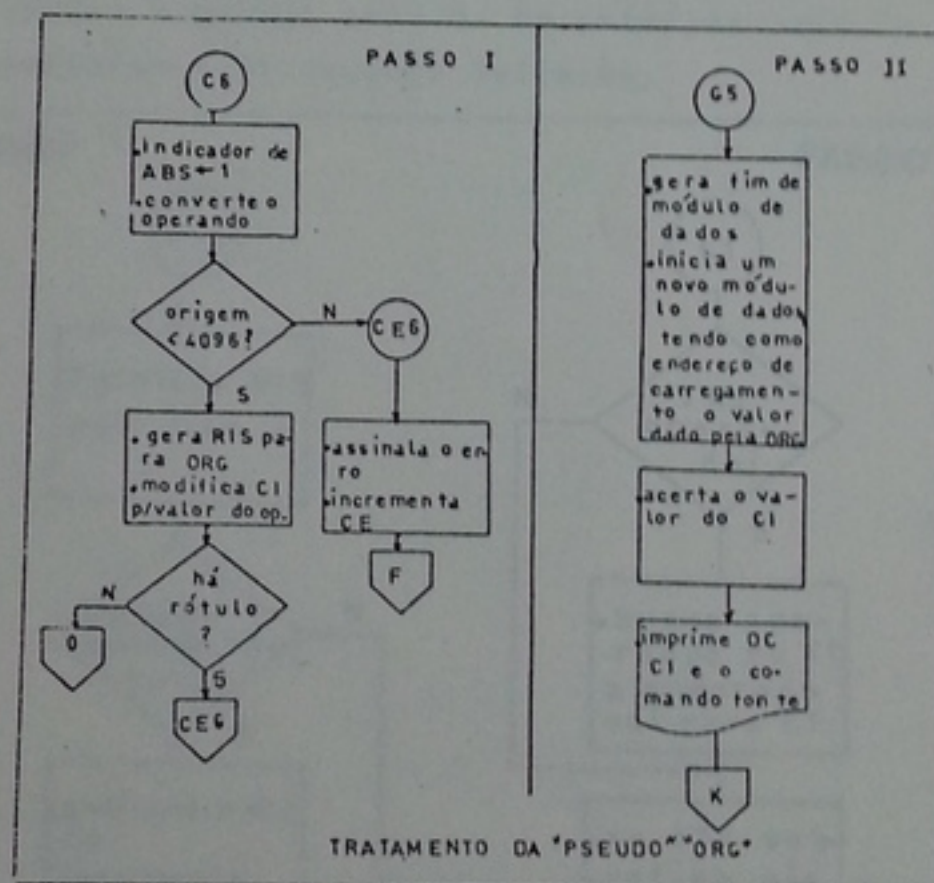 PASSO I
C6
.indicador de
ABS←1
.converte o
operando
origem
<4096?
N
CE6
S
. gera RIS pa-
ra ORG
.modifica CI
p/valor do op.
.assinala o er-
ro
.incrementa
CE
F
há
rótulo
?
N
O
S
CE6
PASSO II
G5
.gera fim de
módulo de
dados
.inicia um
novo módu-
lo de dados
tendo como
endereço de
carregamen-
to o valor
dado pela ORG
.acerta o va-
lor do CI
.imprime OC
CI e o co-
mando fonte
K
TRATAMENTO DA "PSEUDO" "ORG"